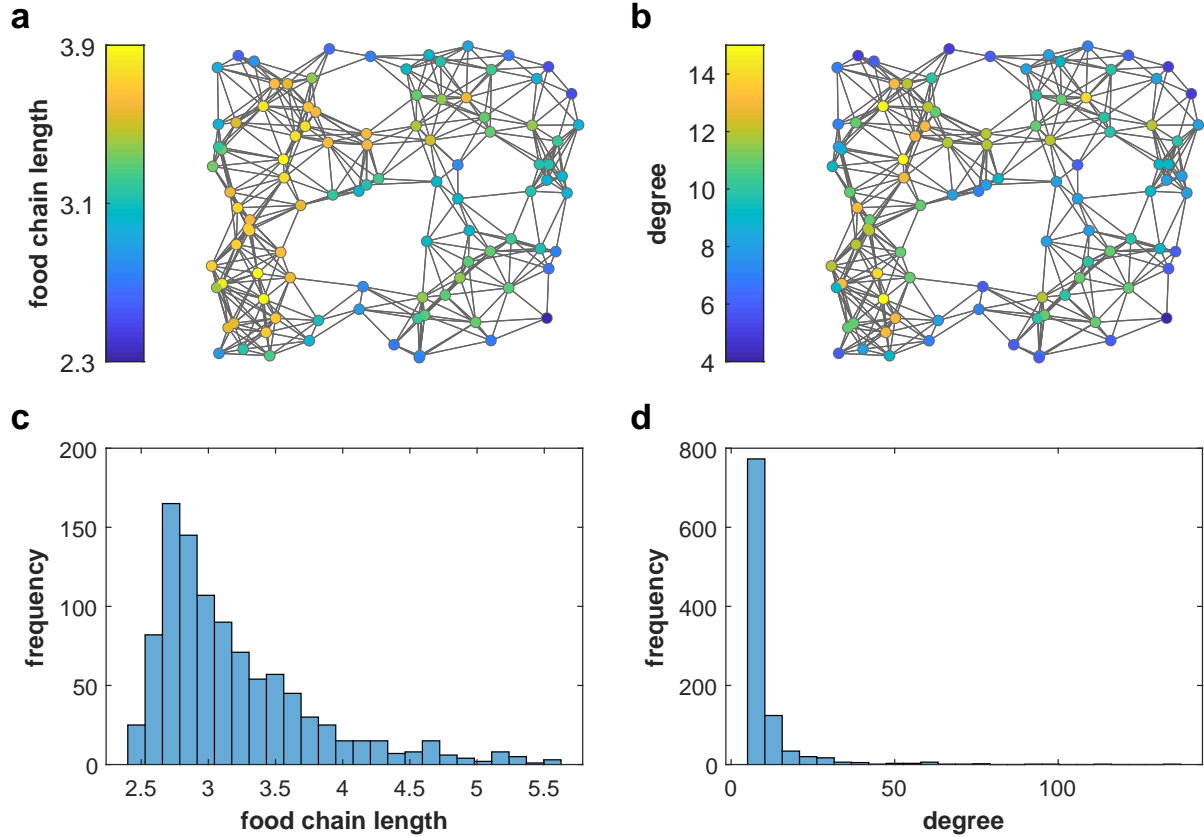 a
3.9
3.1
2.3
food chain length
b
14
12
10
8
6
4
degree
c
200
150
100
50
0
frequency
2.5 3 3.5 4 4.5 5 5.5
food chain length
d
800
600
400
200
0
frequency
0 50 100
degree